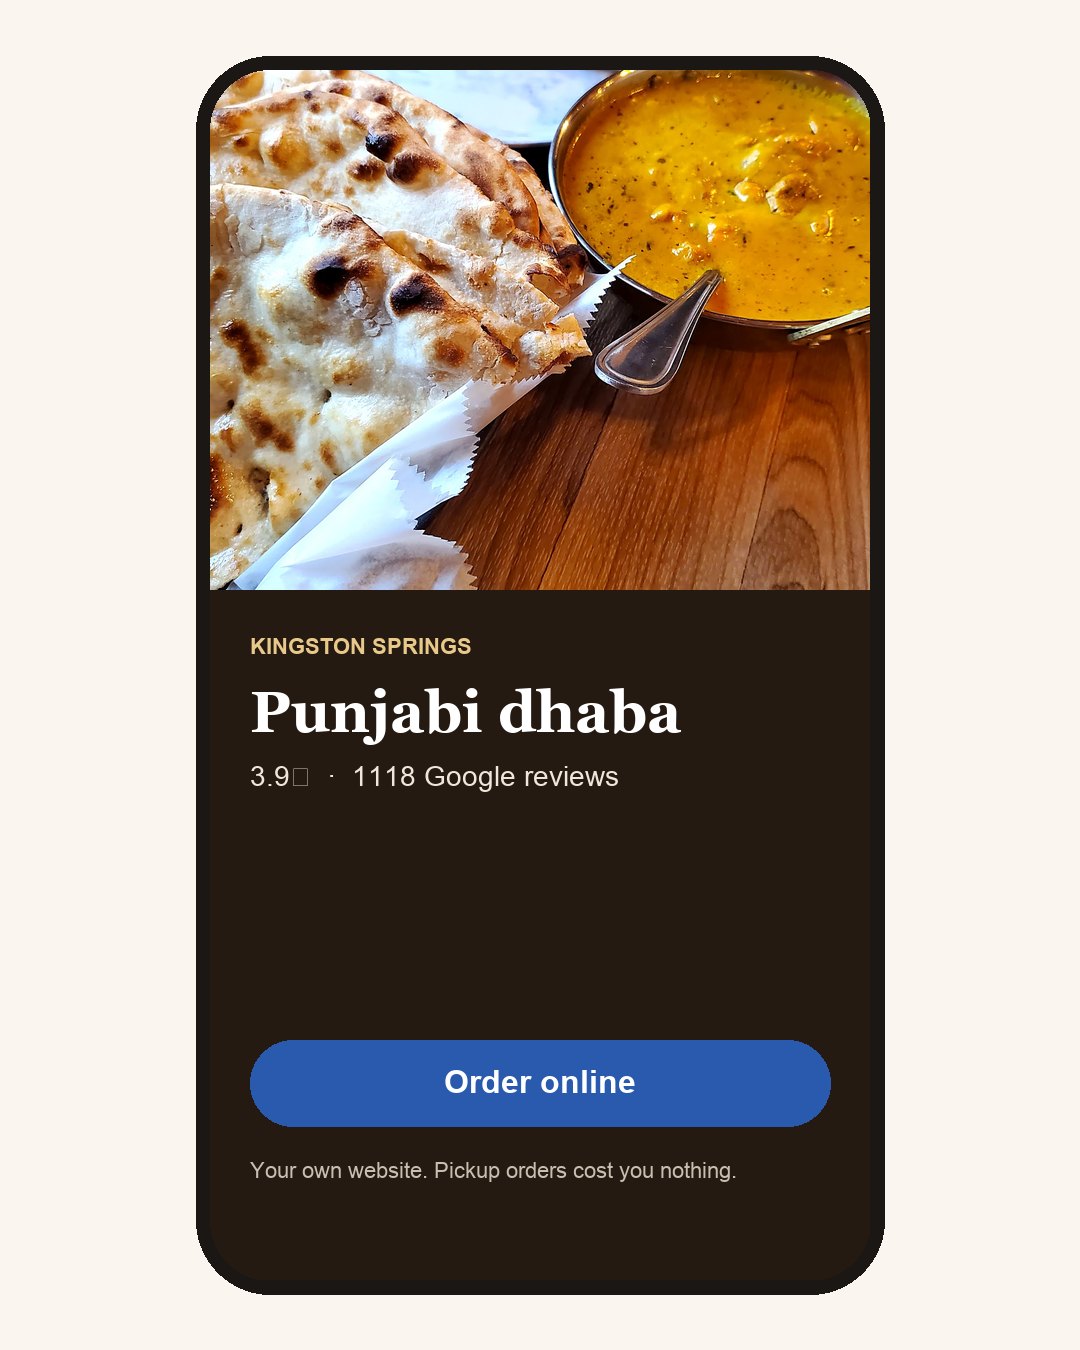 KINGSTON SPRINGS
Punjabi dhaba
3.9□ · 1118 Google reviews
Order online
Your own website. Pickup orders cost you nothing.